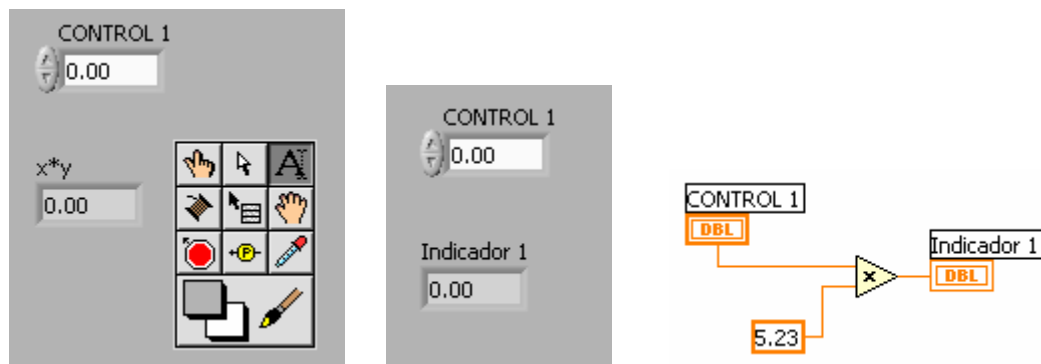 CONTROL 1
0.00
x*y
0.00
A
P
CONTROL 1
0.00
Indicador 1
0.00
CONTROL 1
DBL
Indicador 1
DBL
x
5.23